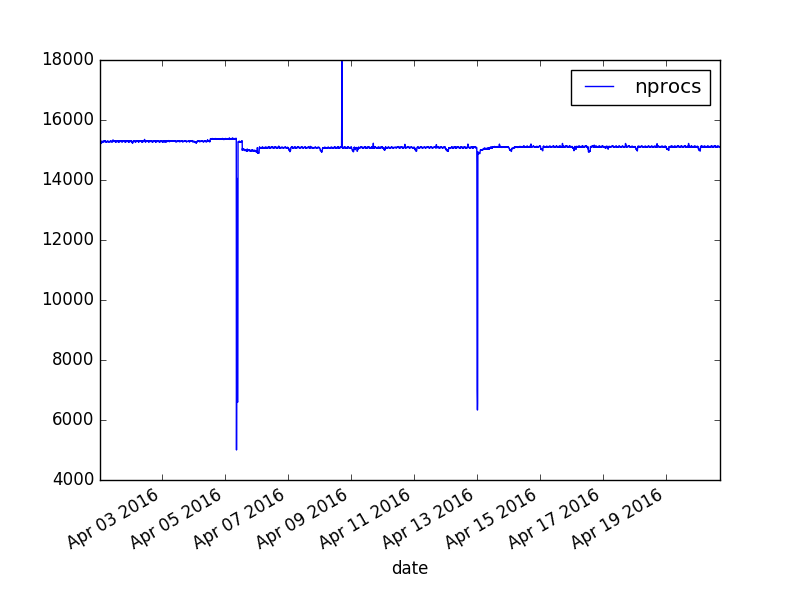 18000
16000
14000
12000
10000
8000
6000
4000
nprocs
Apr 03 2016
Apr 05 2016
Apr 07 2016
Apr 09 2016
Apr 11 2016
Apr 13 2016
Apr 15 2016
Apr 17 2016
Apr 19 2016
date